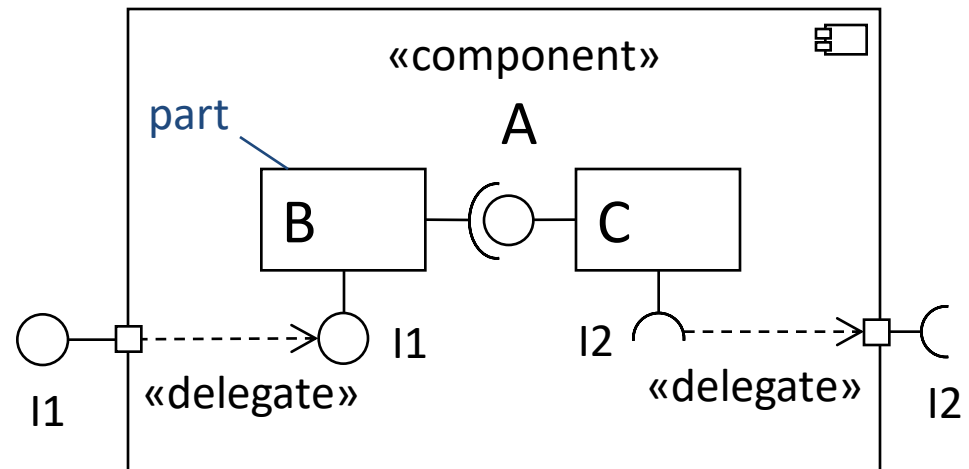 «component»
A
part
B
C
I1
I2
«delegate»
«delegate»
I1
I2